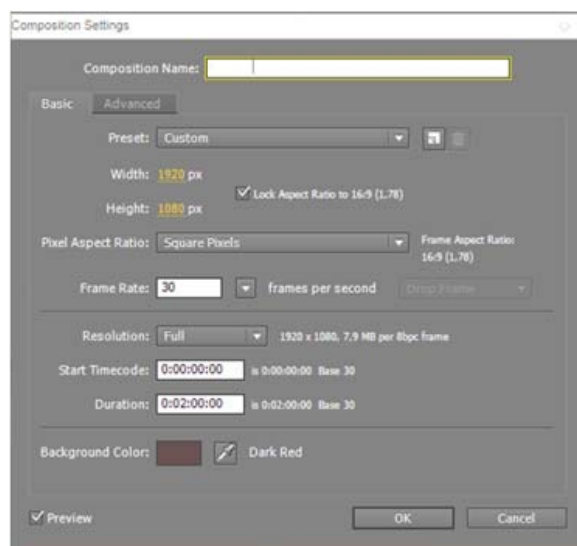 Composition Settings
Composition Name:
Basic Advanced
Preset: Custom
Width: 1920 px
Lock Aspect Ratio to 16:9 (1.78)
Height: 1080 px
Pixel Aspect Ratio: Square Pixels
Frame Aspect Ratio:
16:9 (1.78)
Frame Rate: 30 frames per second Drop Frame
Resolution: Full 1920 x 1080, 7.9 MB per 8bpc frame
Start Timecode: 0:00:00:00 is 0:00:00:00 Base 30
Duration: 0:02:00:00 is 0:02:00:00 Base 30
Background Color: Dark Red
Preview OK Cancel